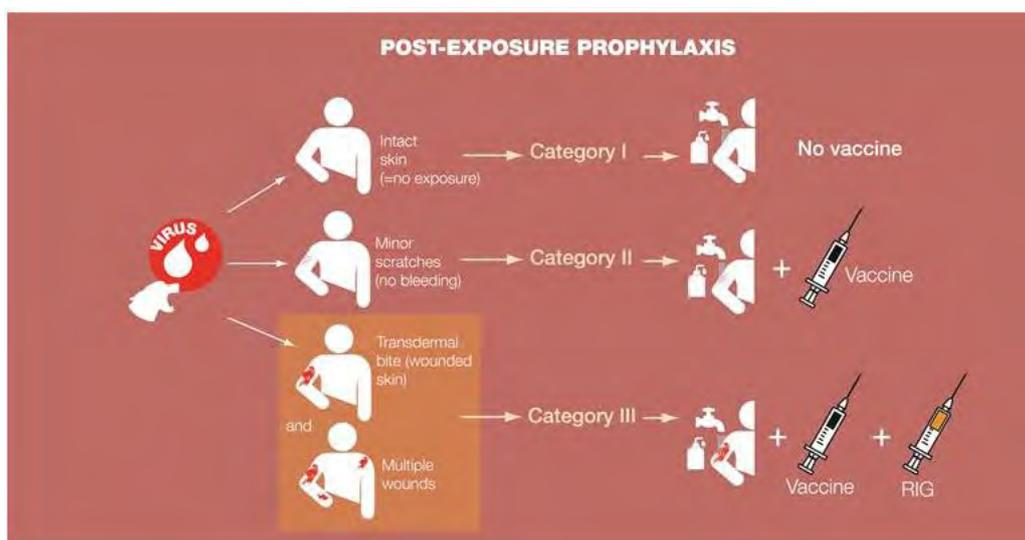 POST-EXPOSURE PROPHYLAXIS
Intact
skin
(=no exposure)
Category I
No vaccine
VIRUS
Minor
scratches
(no bleeding)
Category II
+
Vaccine
Transdermal
bite (wounded
skin)
and
Multiple
wounds
Category III
+
Vaccine
+
RIG